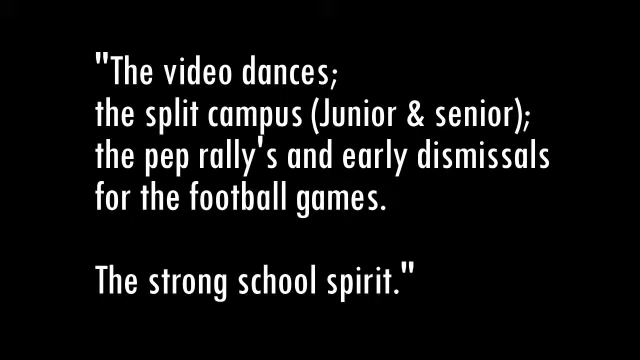 "The video dances;
the split campus (Junior & senior);
the pep rally's and early dismissals
for the football games.
The strong school spirit."